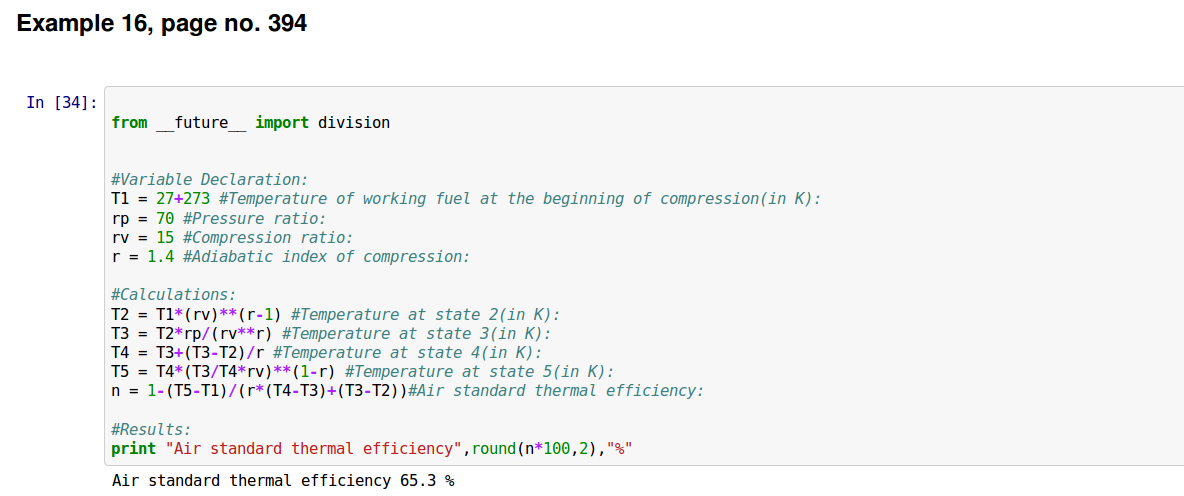 Example 16, page no. 394
In [34]:
from __future__ import division
#Variable Declaration:
T1 = 27+273 #Temperature of working fuel at the beginning of compression(in K):
rp = 70 #Pressure ratio:
rv = 15 #Compression ratio:
r = 1.4 #Adiabatic index of compression:
#Calculations:
T2 = T1*(rv)**(r-1) #Temperature at state 2(in K):
T3 = T2*rp/(rv**r) #Temperature at state 3(in K):
T4 = T3+(T3-T2)/r #Temperature at state 4(in K):
T5 = T4*(T3/T4*rv)**(1-r) #Temperature at state 5(in K):
n = 1-(T5-T1)/(r*(T4-T3)+(T3-T2))#Air standard thermal efficiency:
#Results:
print "Air standard thermal efficiency",round(n*100,2),"%"
Air standard thermal efficiency 65.3 %